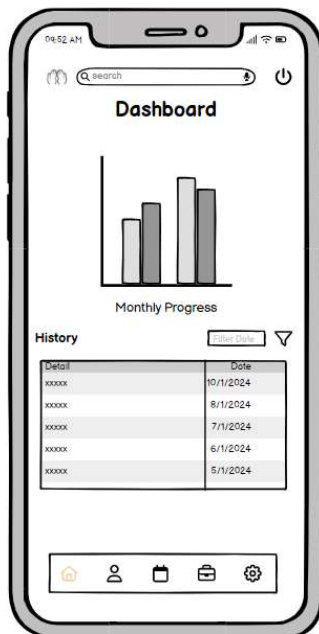 09:52 AM
search
Dashboard
Monthly Progress
History Filter Date
Detail Date
xxxxx 10/1/2024
xxxxx 8/1/2024
xxxxx 7/1/2024
xxxxx 6/1/2024
xxxxx 5/1/2024